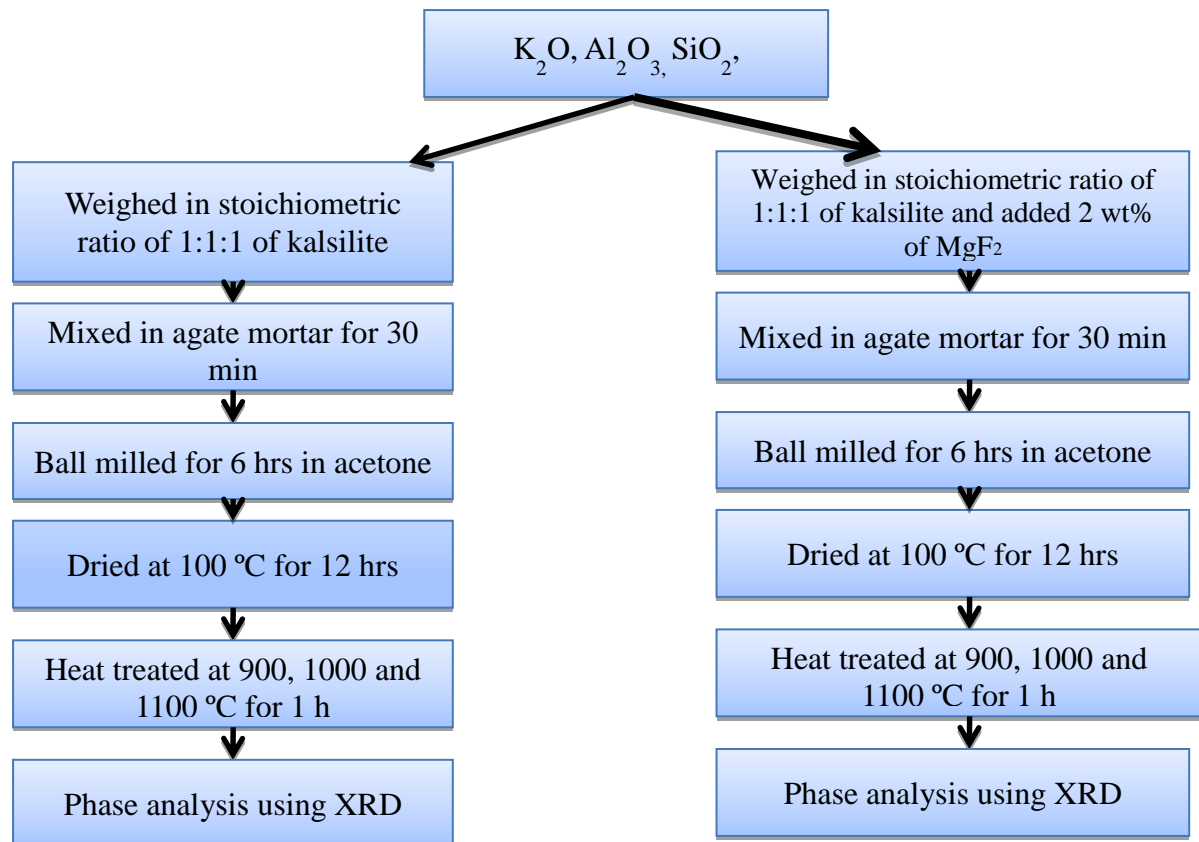 K₂O, Al₂O₃, SiO₂,
Weighed in stoichiometric
ratio of 1:1:1 of kalsilite
Mixed in agate mortar for 30
min
Ball milled for 6 hrs in acetone
Dried at 100 ºC for 12 hrs
Heat treated at 900, 1000 and
1100 ºC for 1 h
Phase analysis using XRD
Weighed in stoichiometric ratio of
1:1:1 of kalsilite and added 2 wt%
of MgF₂
Mixed in agate mortar for 30 min
Ball milled for 6 hrs in acetone
Dried at 100 ºC for 12 hrs
Heat treated at 900, 1000 and
1100 ºC for 1 h
Phase analysis using XRD